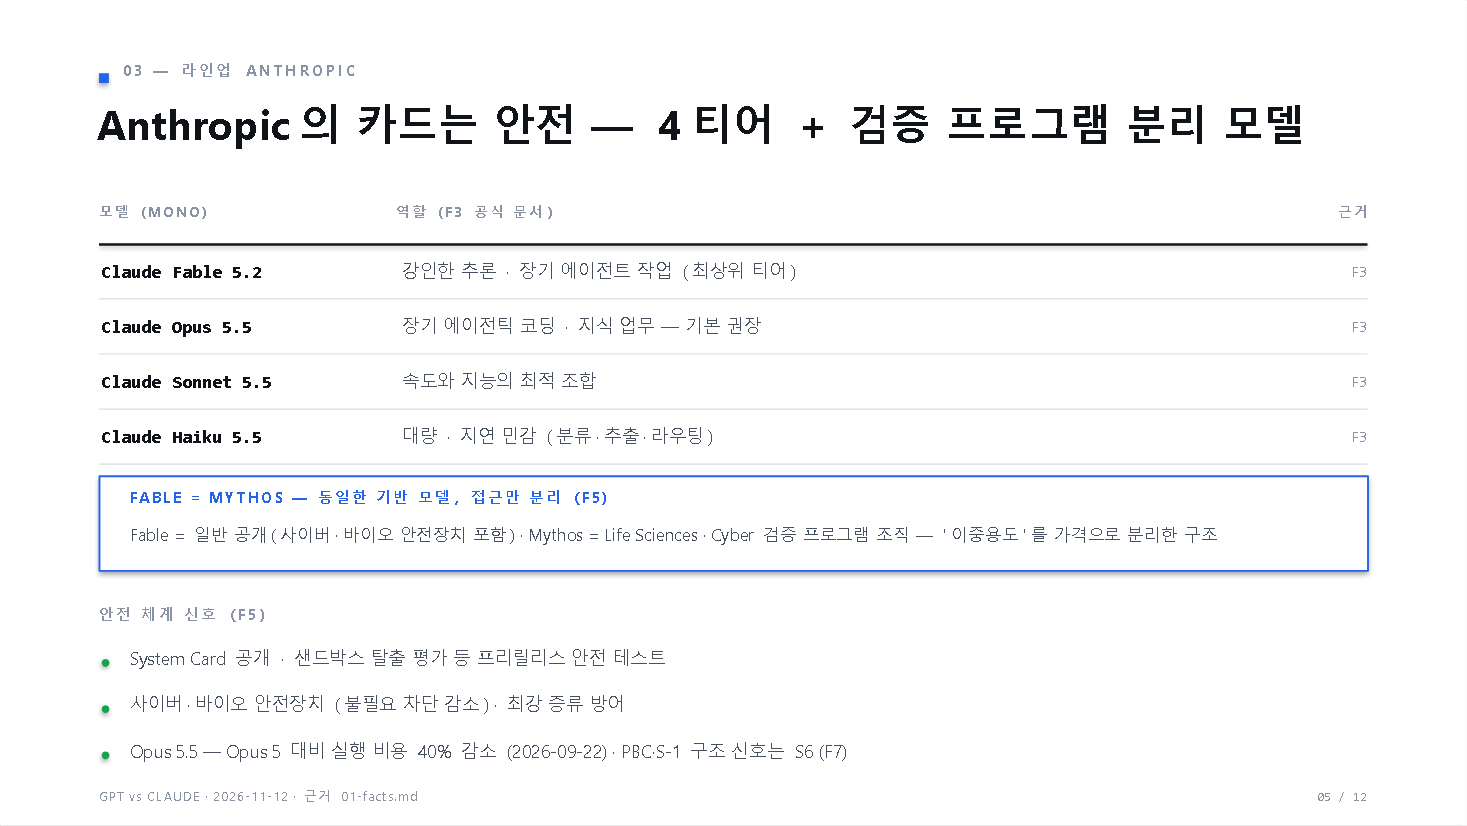 03 — 라인업 ANTHROPIC
Anthropic의 카드는 안전 — 4티어 + 검증 프로그램 분리 모델
모델 (MONO) 역할 (F3 공식 문서) 근거
Claude Fable 5.2 강인한 추론 · 장기 에이전트 작업 (최상위 티어) F3
Claude Opus 5.5 장기 에이전틱 코딩 · 지식 업무 — 기본 권장 F3
Claude Sonnet 5.5 속도와 지능의 최적 조합 F3
Claude Haiku 5.5 대량 · 지연 민감 (분류·추출·라우팅) F3
FABLE = MYTHOS — 동일한 기반 모델, 접근만 분리 (F5)
Fable = 일반 공개(사이버·바이오 안전장치 포함)· Mythos = Life Sciences · Cyber 검증 프로그램 조직 — '이중용도'를 가격으로 분리한 구조
안전 체계 신호 (F5)
System Card 공개 · 샌드박스 탈출 평가 등 프리릴리스 안전 테스트
사이버·바이오 안전장치 (불필요 차단 감소)· 최강 증류 방어
Opus 5.5 — Opus 5 대비 실행 비용 40% 감소 (2026-09-22)· PBC·S-1 구조 신호는 S6 (F7)
GPT vs CLAUDE · 2026-11-12 · 근거 01-facts.md 05 / 12